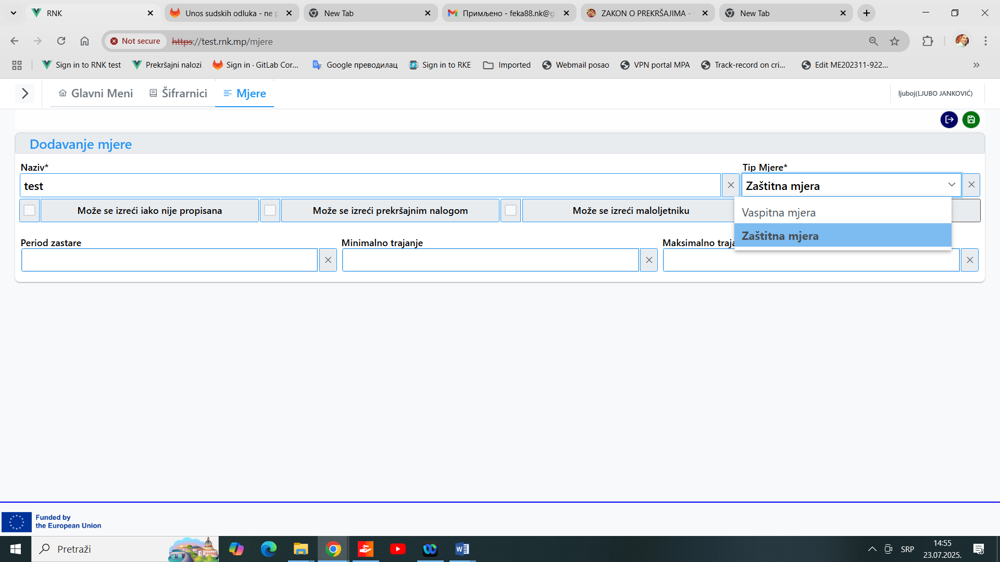 RNK
Unos sudskih odluka - ne p
New Tab
Примљено - feka88.nk@g
ZAKON O PREKRŠAJIMA -
New Tab
Not secure
https://test.rnk.mp/mjere
Sign in to RNK test
Prekršajni nalozi
Sign in · GitLab Cor...
Google преводилац
Sign in to RKE
Imported
Webmail posao
VPN portal MPA
Track-record on cri...
Edit ME202311-922...
Glavni Meni
Šifrarnici
Mjere
ljuboj(LJUBO JANKOVIĆ)
Dodavanje mjere
Naziv*
Tip Mjere*
test
Zaštitna mjera
Može se izreći iako nije propisana
Može se izreći prekršajnim nalogom
Može se izreći maloljetniku
Vaspitna mjera
Zaštitna mjera
Period zastare
Minimalno trajanje
Maksimalno traja
Funded by
the European Union
Pretraži
SRP
14:55
23.07.2025.